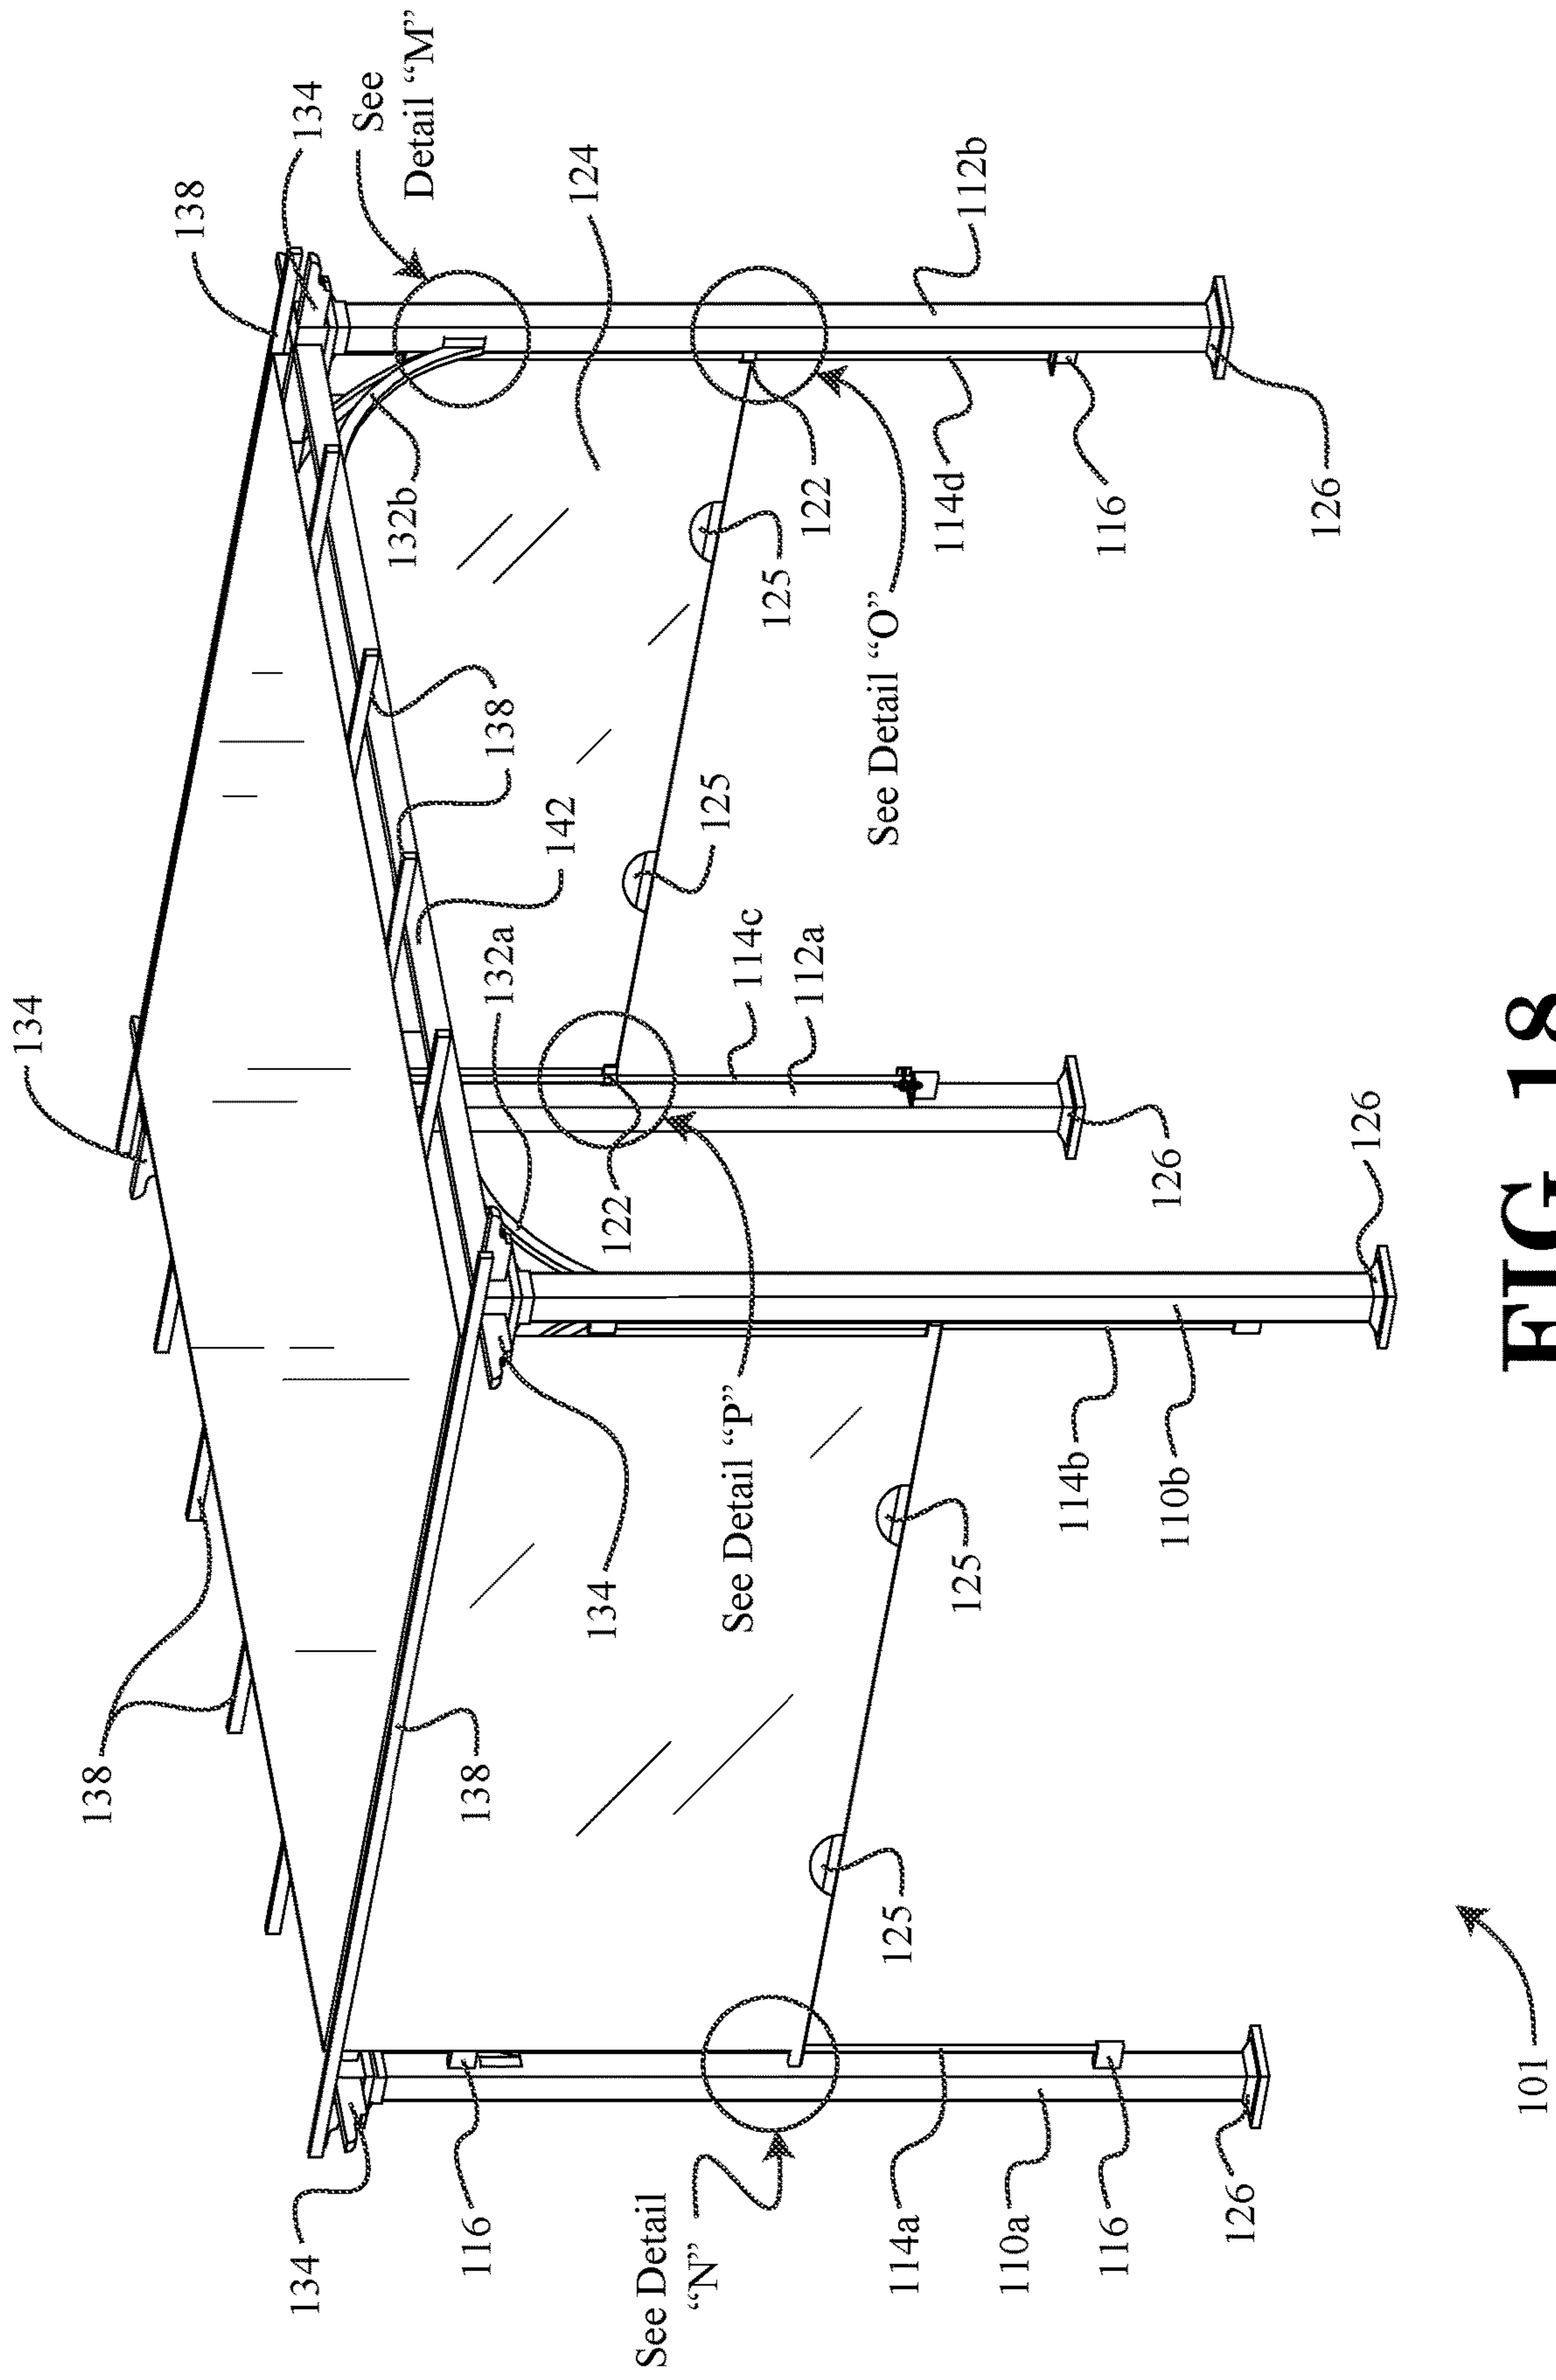 134
138
134
See
Detail “M”
138
124
132b
112b
138
142
125
122
114d
116
126
See Detail “O”
125
132a
114c
112a
122
126
126
138
134
See Detail “P”
125
114b
110b
134
116
125
See Detail
“N”
114a
110a
116
126
101
FIG. 18